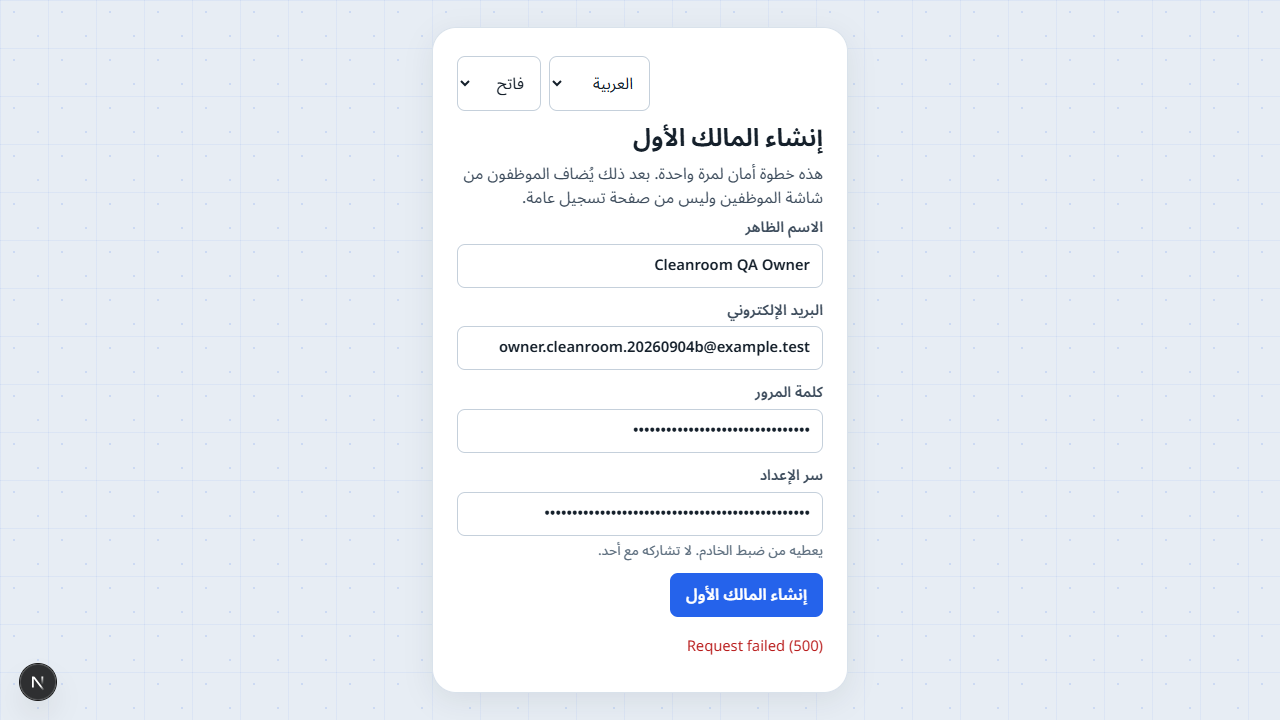 العربية
فاتح
إنشاء المالك الأول
هذه خطوة أمان لمرة واحدة. بعد ذلك يُضاف الموظفون من
شاشة الموظفين وليس من صفحة تسجيل عامة.
الاسم الظاهر
Cleanroom QA Owner
البريد الإلكتروني
owner.cleanroom.20260904b@example.test
كلمة المرور
••••••••••••••••••••••••••••••••
سر الإعداد
••••••••••••••••••••••••••••••••••••••••••••••••
يعطيه من ضبط الخادم. لا تشاركه مع أحد.
إنشاء المالك الأول
Request failed (500)
N